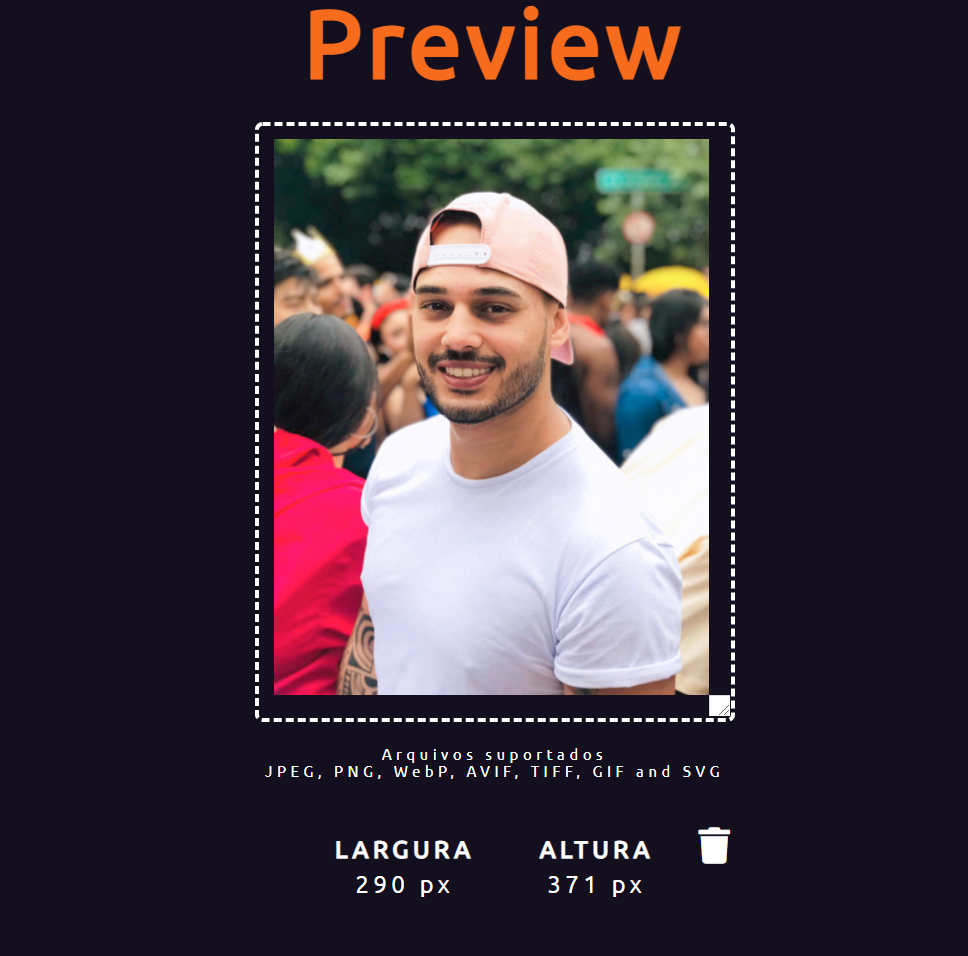 Preview
Arquivos suportados
JPEG, PNG, WebP, AVIF, TIFF, GIF and SVG
LARGURA ALTURA
290 px 371 px